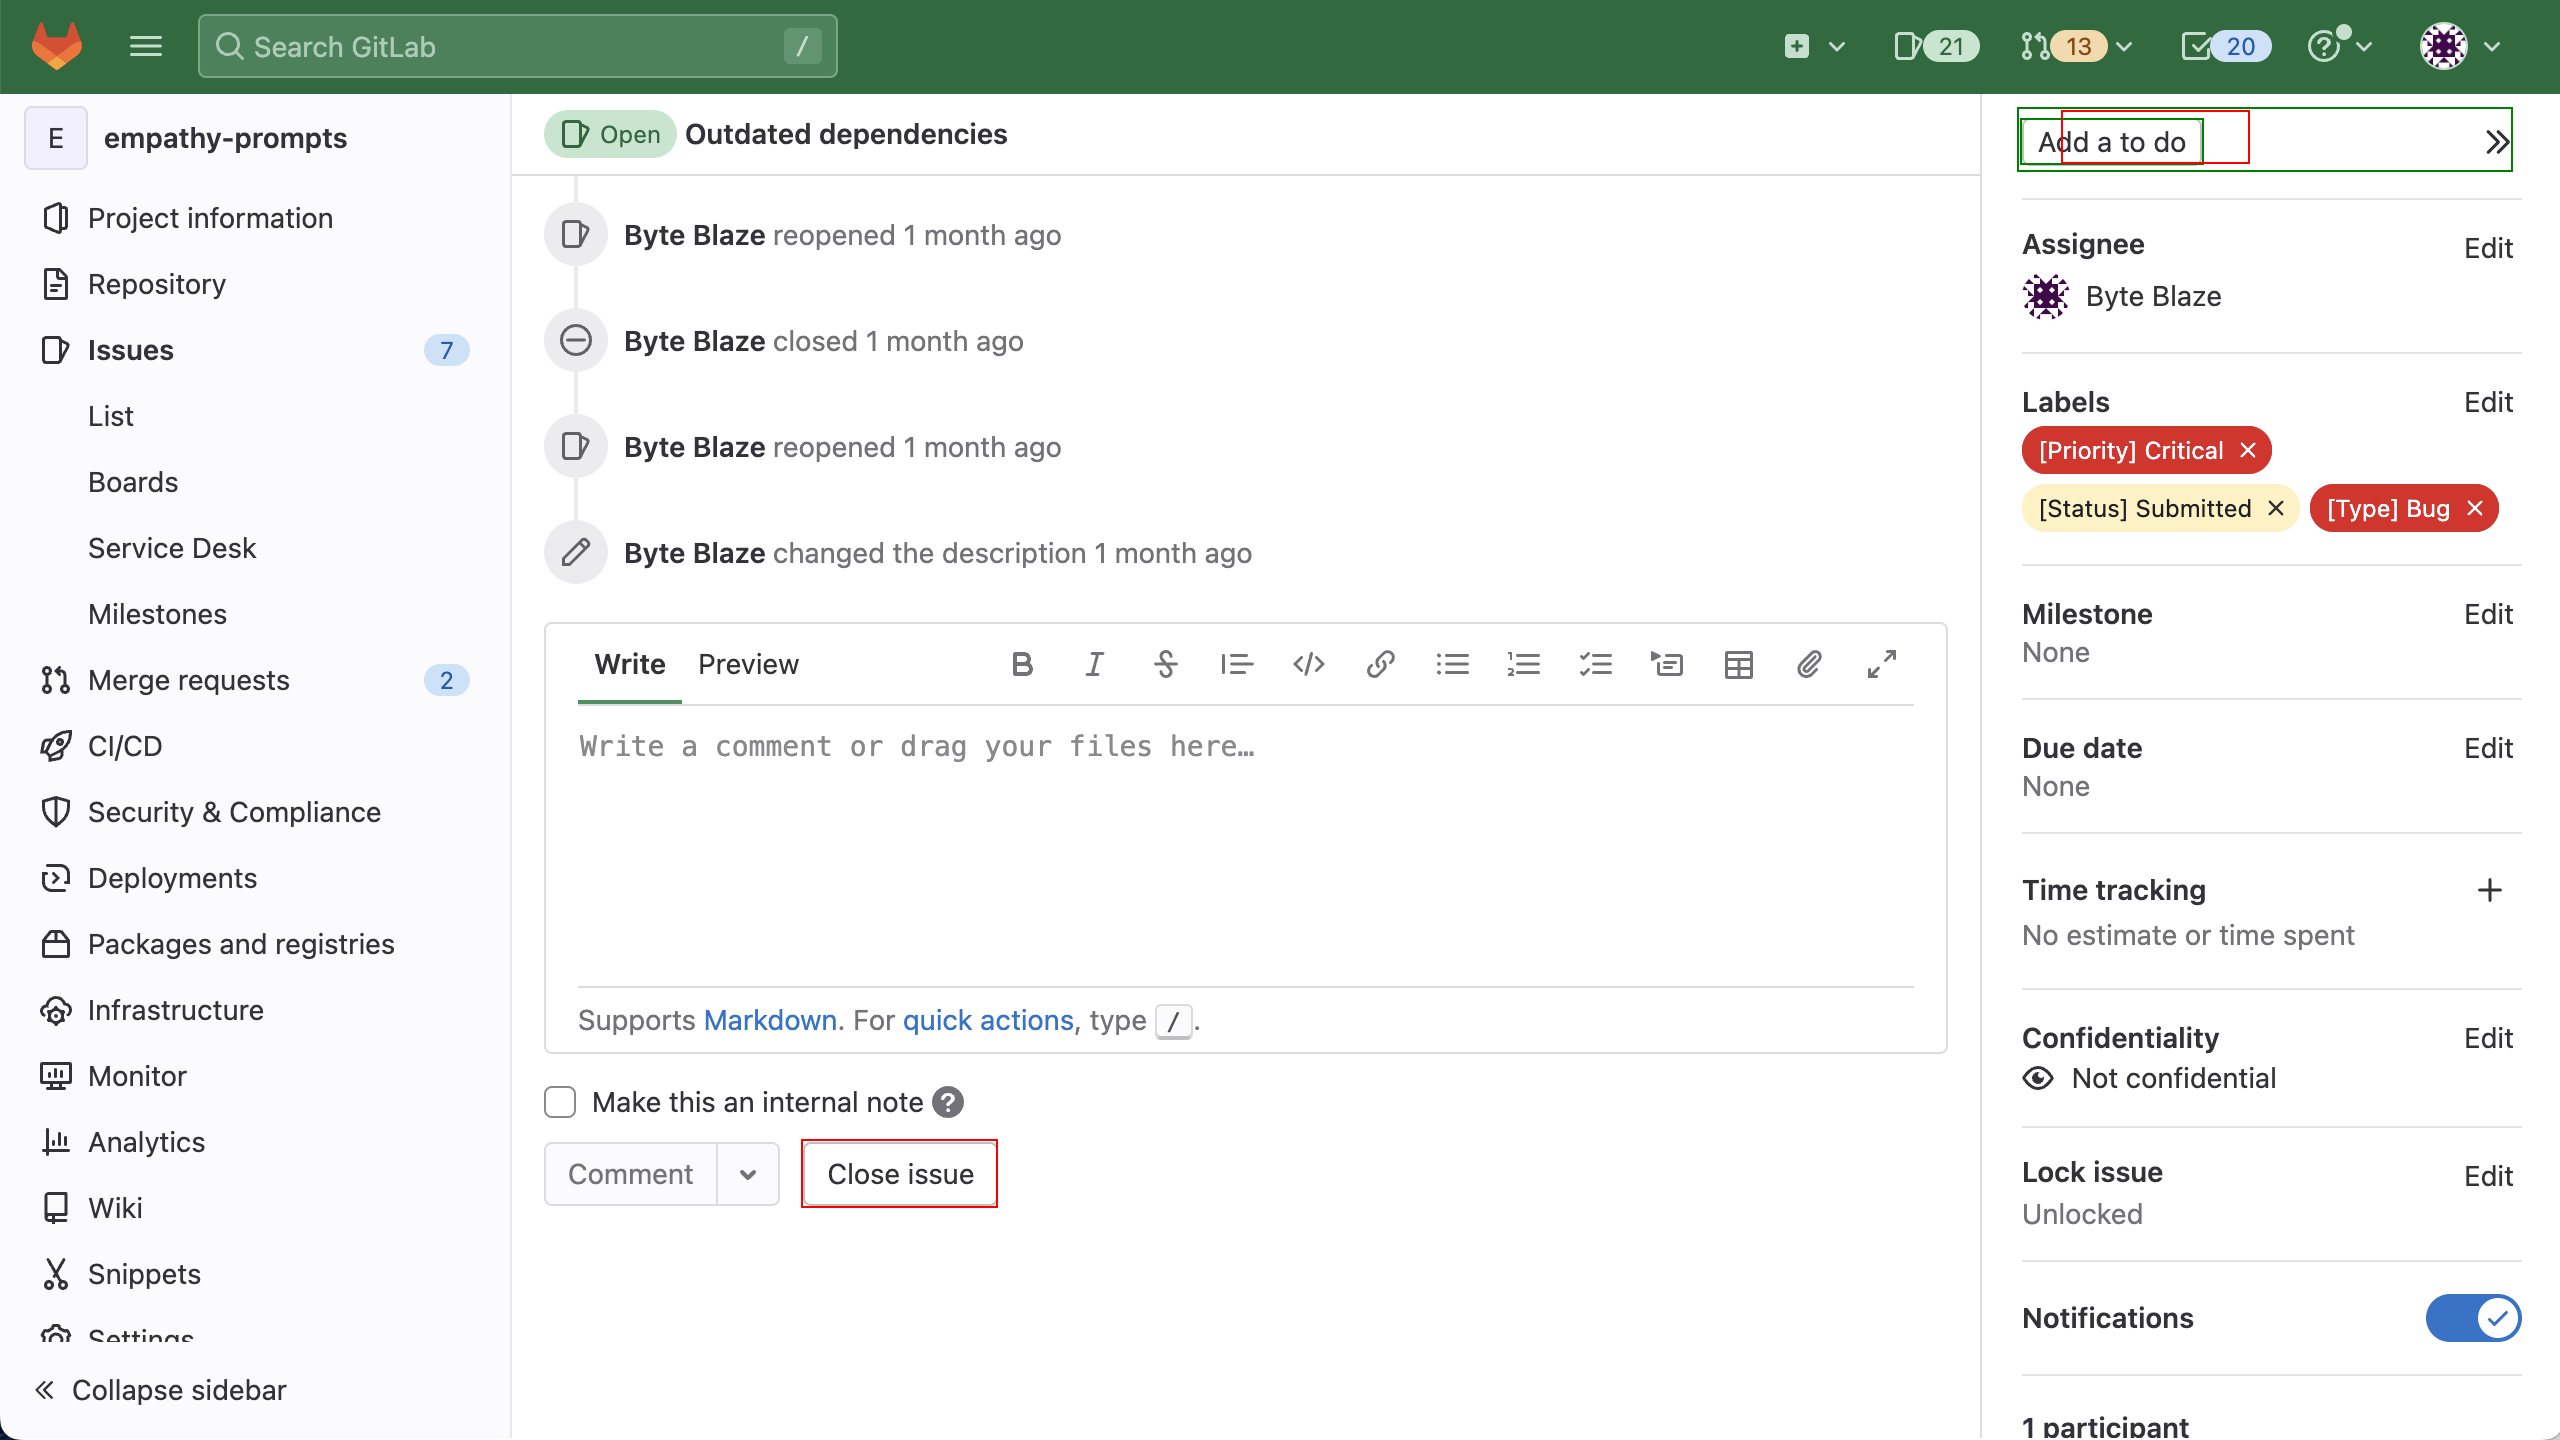 Search GitLab /
21
13
20
E empathy-prompts
Project information
Repository
Issues 7
List
Boards
Service Desk
Milestones
Merge requests 2
CI/CD
Security & Compliance
Deployments
Packages and registries
Infrastructure
Monitor
Analytics
Wiki
Snippets
Settings
Collapse sidebar
Open Outdated dependencies
Byte Blaze reopened 1 month ago
Byte Blaze closed 1 month ago
Byte Blaze reopened 1 month ago
Byte Blaze changed the description 1 month ago
Write Preview
Write a comment or drag your files here…
Supports Markdown. For quick actions, type /.
Make this an internal note
Comment Close issue
Add a to do
Assignee Edit
Byte Blaze
Labels Edit
[Priority] Critical
[Status] Submitted [Type] Bug
Milestone Edit
None
Due date Edit
None
Time tracking
No estimate or time spent
Confidentiality Edit
Not confidential
Lock issue Edit
Unlocked
Notifications
1 participant